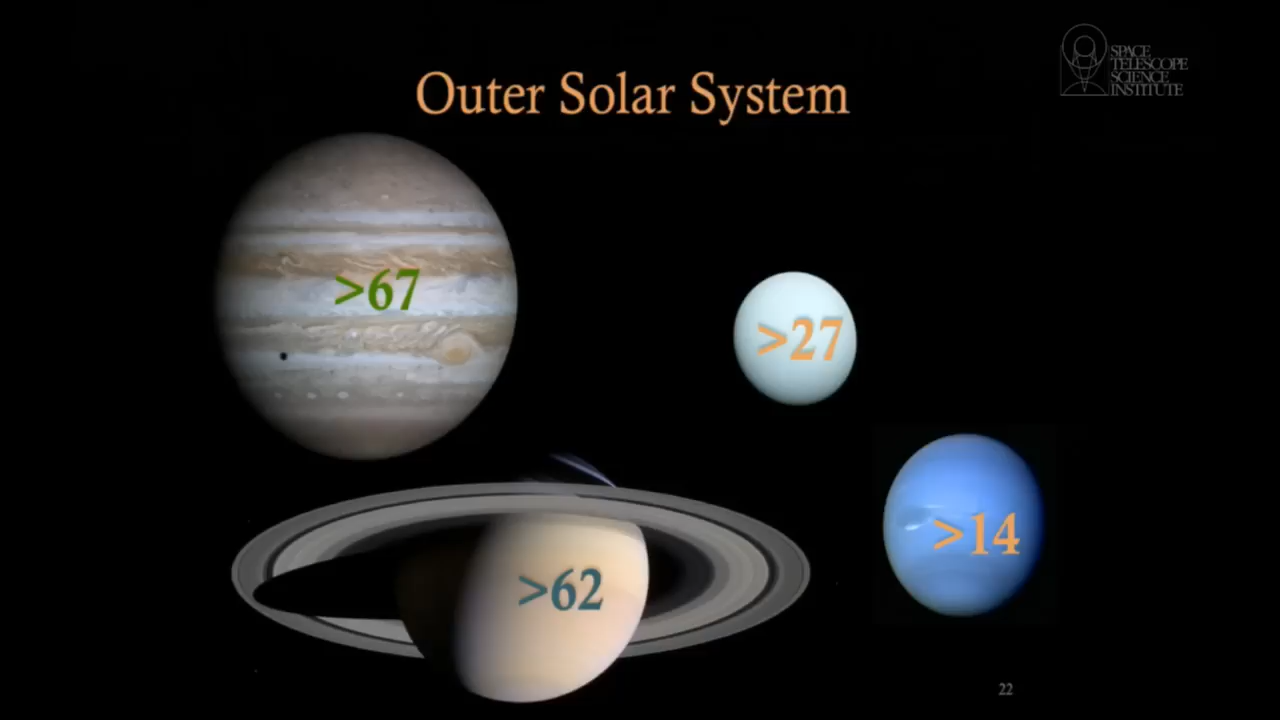 SPACE
TELESCOPE
SCIENCE
INSTITUTE
Outer Solar System
>67
>27
>14
>62
22